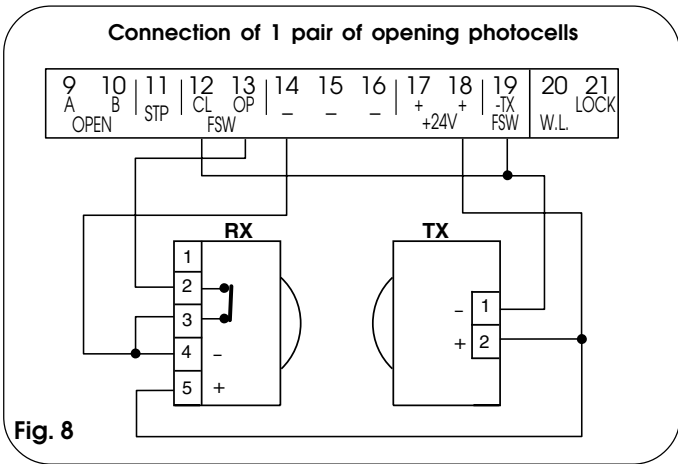 Connection of 1 pair of opening photocells
9 10 11 12 13 14 15 16 17 18 19 20 21
A B STP CL OP – – – + + -TX W.L. LOCK
OPEN FSW +24V FSW
RX TX
1
2
3
4 –
5 +
– 1
+ 2
Fig. 8